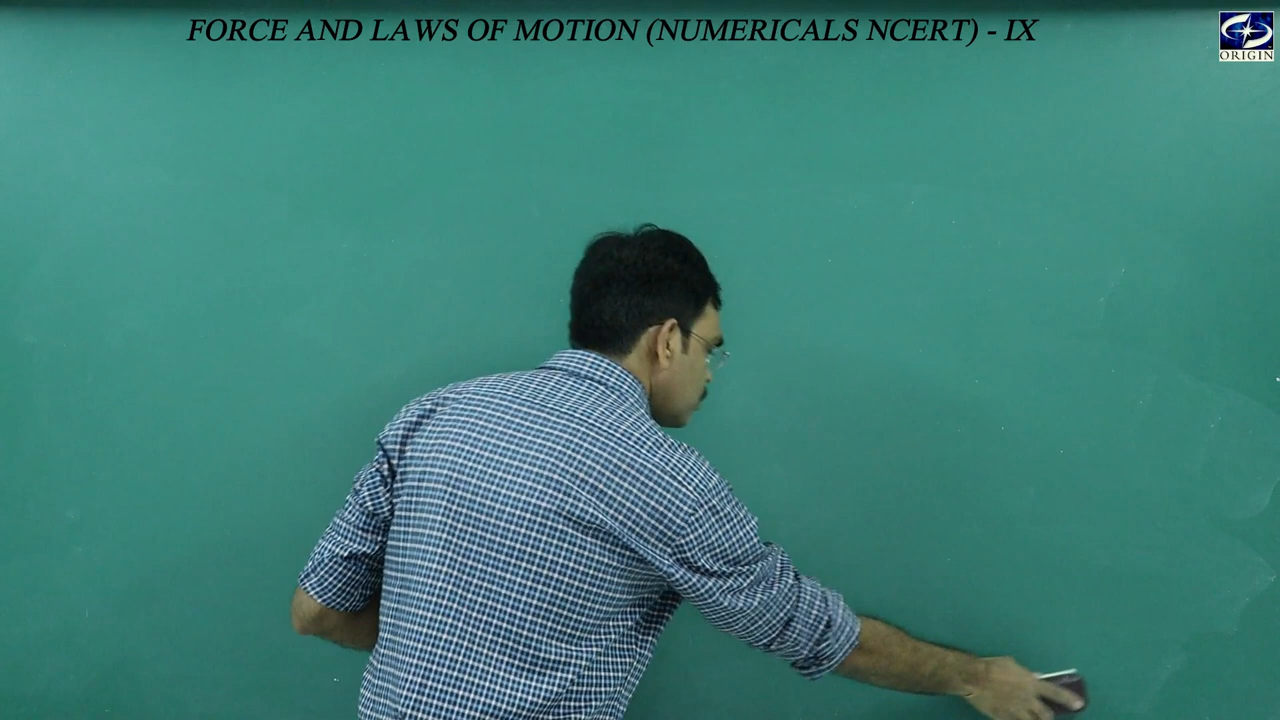 FORCE AND LAWS OF MOTION (NUMERICALS NCERT) - IX
ORIGIN